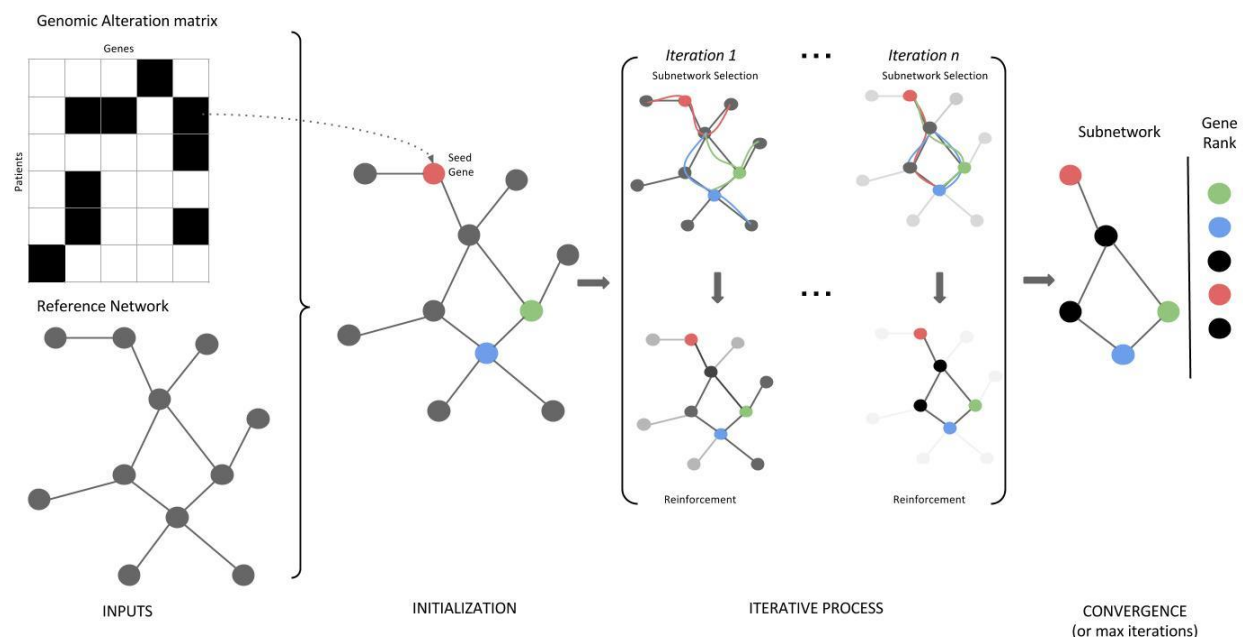 Genomic Alteration matrix
Genes
Patients
Reference Network
INPUTS
Seed
Gene
INITIALIZATION
Iteration 1
Subnetwork Selection
...
Iteration n
Subnetwork Selection
...
Reinforcement
Reinforcement
ITERATIVE PROCESS
Subnetwork
Gene
Rank
CONVERGENCE
(or max iterations)